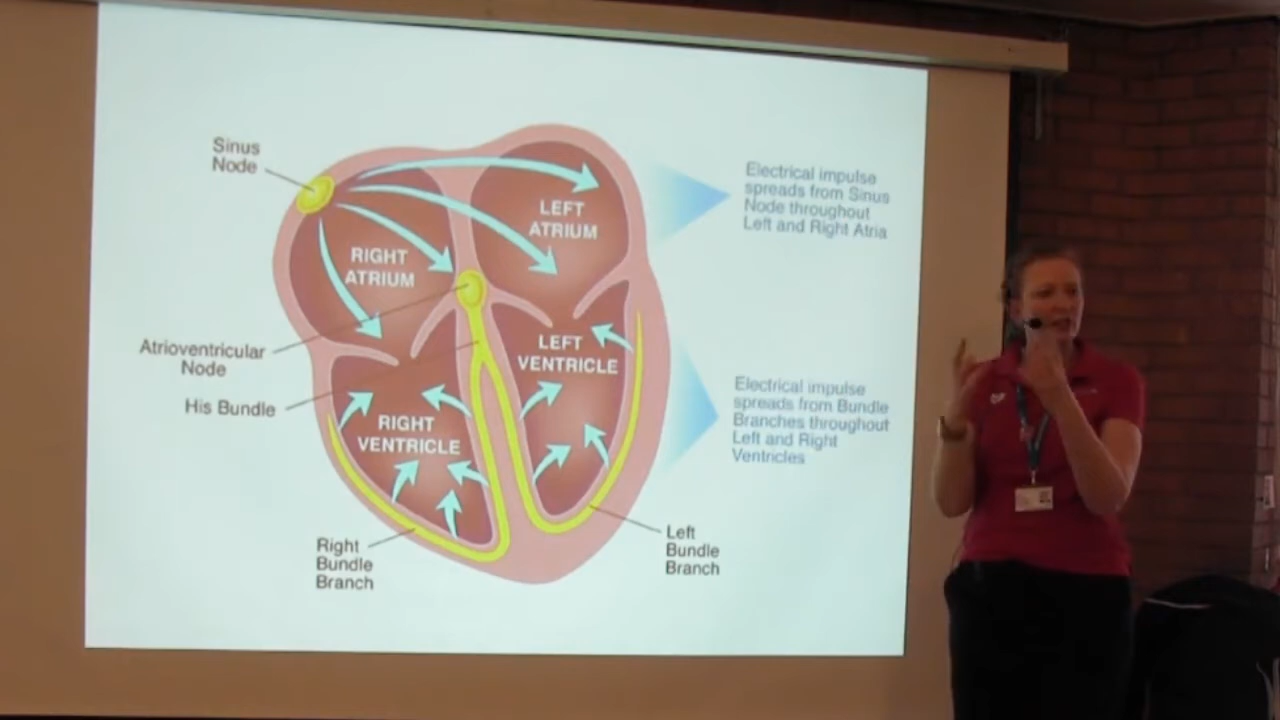 Sinus
Node
Electrical impulse
spreads from Sinus
Node throughout
Left and Right Atria
LEFT
ATRIUM
RIGHT
ATRIUM
Atrioventricular
Node
LEFT
VENTRICLE
His Bundle
Electrical impulse
spreads from Bundle
Branches throughout
Left and Right
Ventricles
RIGHT
VENTRICLE
Right
Bundle
Branch
Left
Bundle
Branch